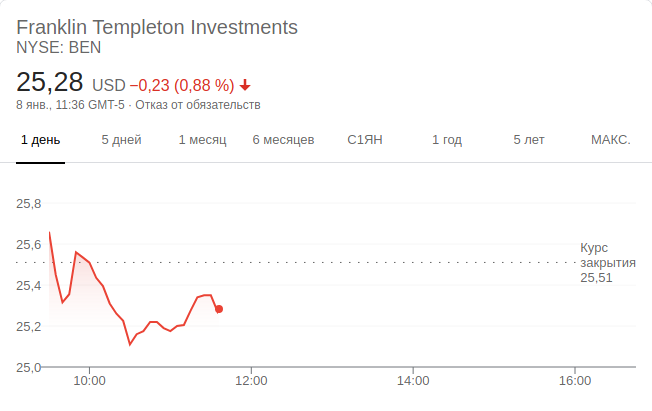 Franklin Templeton Investments
NYSE: BEN
25,28 USD −0,23 (0,88 %)
8 янв., 11:36 GMT-5 · Отказ от обязательств
1 день 5 дней 1 месяц 6 месяцев С1ЯН 1 год 5 лет МАКС.
25,8
25,6
25,4
25,2
25,0
Курс
закрытия
25,51
10:00 12:00 14:00 16:00